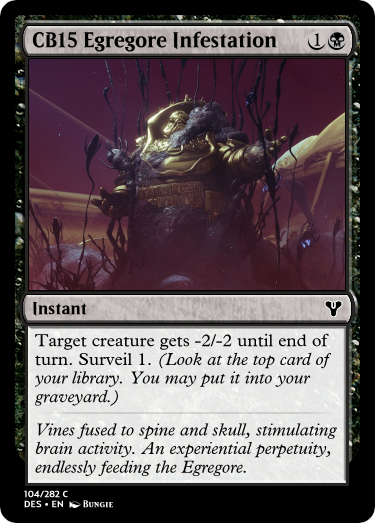 CB15 Egregore Infestation 1
Instant
Target creature gets -2/-2 until end of
turn. Surveil 1. (Look at the top card of
your library. You may put it into your
graveyard.)
Vines fused to spine and skull, stimulating
brain activity. An experiential perpetuity,
endlessly feeding the Egregore.
104/282 C
DES • EN Bungie